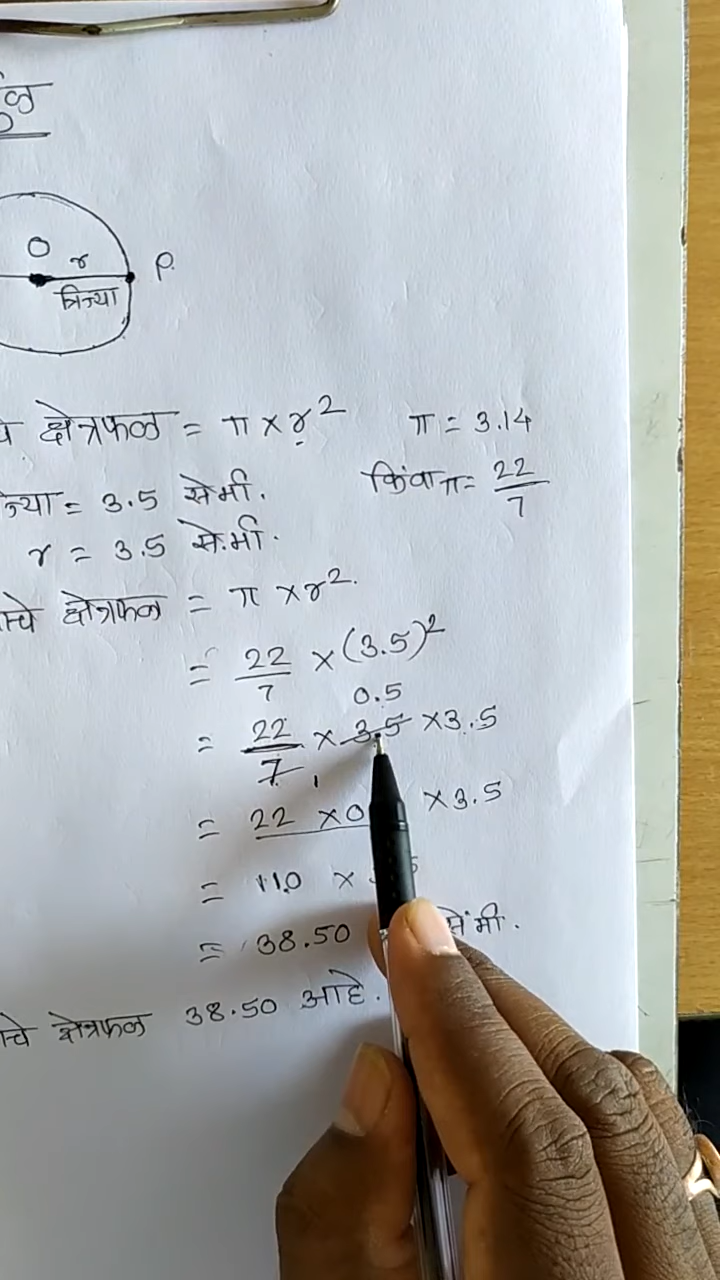 O
r
P.
त्रिज्या
क्षेत्रफळ = π × r² π = 3.14
= 3.5 सेमी. किंवा π = 22/7
r = 3.5 से.मी.
क्षेत्रफळ = π × r².
= 22/7 × (3.5)²
0.5
= 22/7 × 3.5 × 3.5
1
= 22 × 0 × 3.5
= 11.0 ×
= 38.50 सेंमी.
क्षेत्रफळ 38.50 आहे.